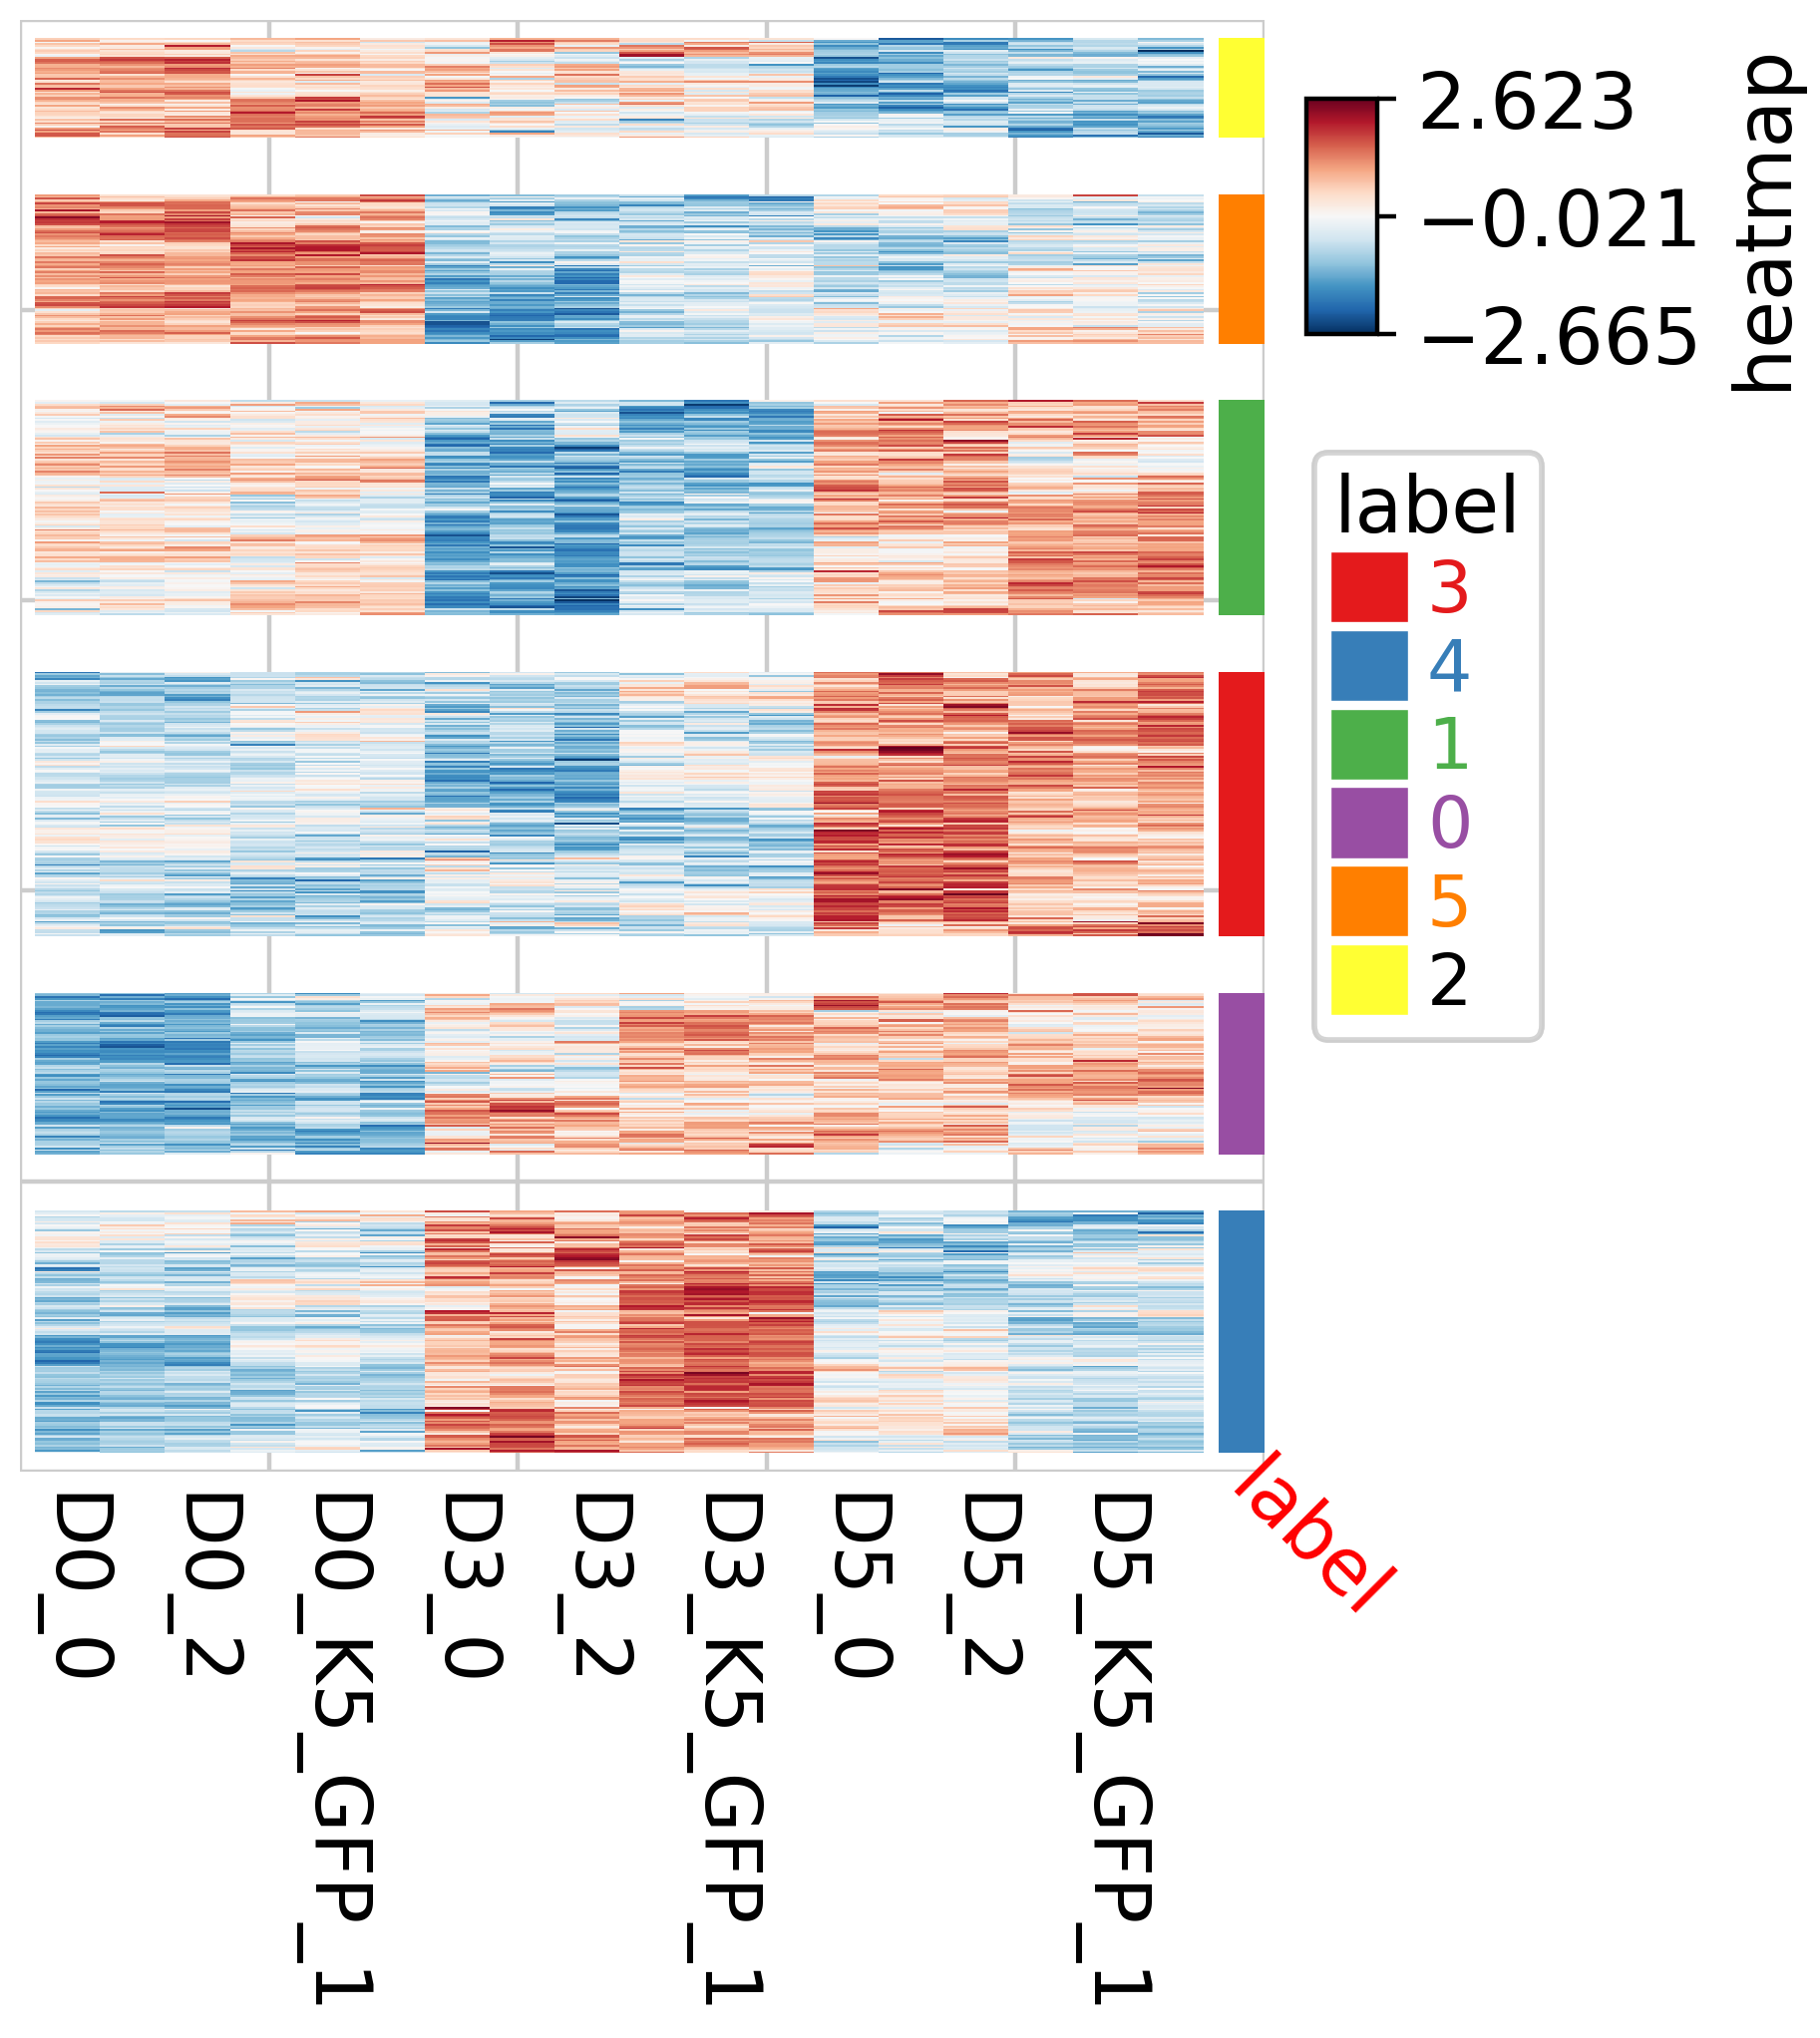 2.623
−0.021
−2.665
heatmap
label
3
4
1
0
5
2
label
D0_0
D0_2
D0_K5_GFP_1
D3_0
D3_2
D3_K5_GFP_1
D5_0
D5_2
D5_K5_GFP_1